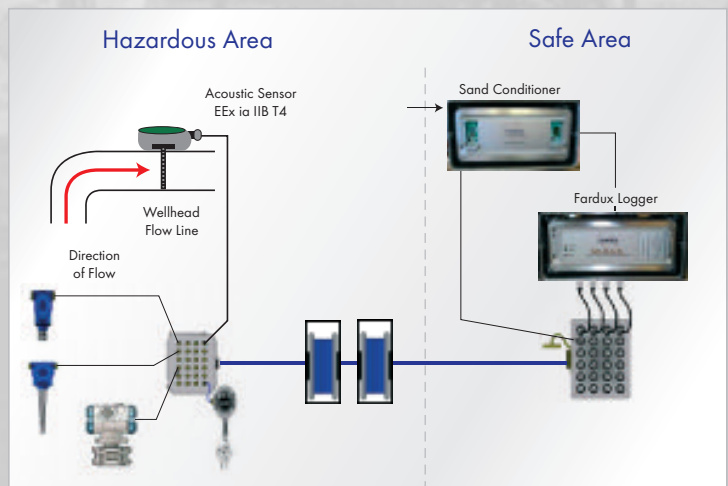 Hazardous Area
Safe Area
Acoustic Sensor
EEx ia IIB T4
Sand Conditioner
Wellhead
Flow Line
Fardux Logger
Direction
of Flow